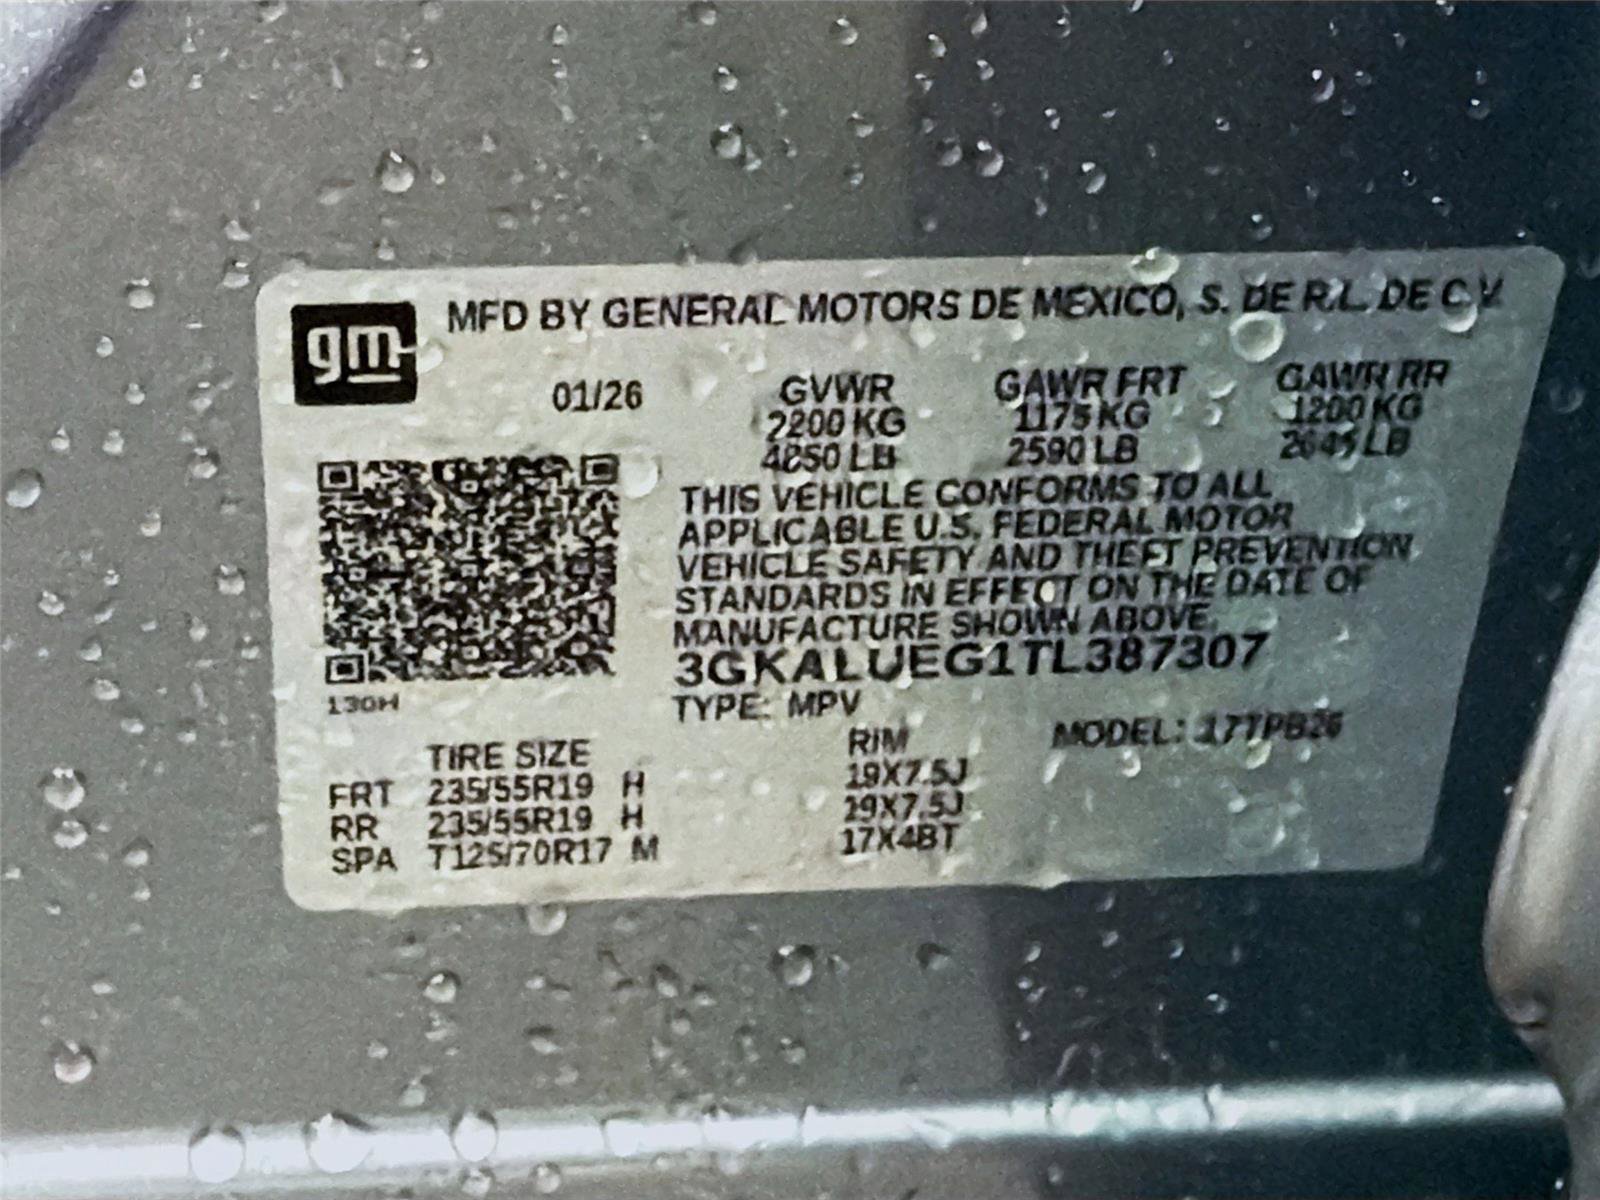 gm
MFD BY GENERAL MOTORS DE MEXICO, S. DE R.L. DE C.V.
01/26
GVWR GAWR FRT GAWR RR
2200 KG 1175 KG 1200 KG
4850 LB 2590 LB 2645 LB
THIS VEHICLE CONFORMS TO ALL
APPLICABLE U.S. FEDERAL MOTOR
VEHICLE SAFETY AND THEFT PREVENTION
STANDARDS IN EFFECT ON THE DATE OF
MANUFACTURE SHOWN ABOVE.
3GKALUEG1TL387307
130H
TYPE: MPV MODEL: 1TTPB26
TIRE SIZE RIM
FRT 235/55R19 H 19X7.5J
RR 235/55R19 H 19X7.5J
SPA T125/70R17 M 17X4BT